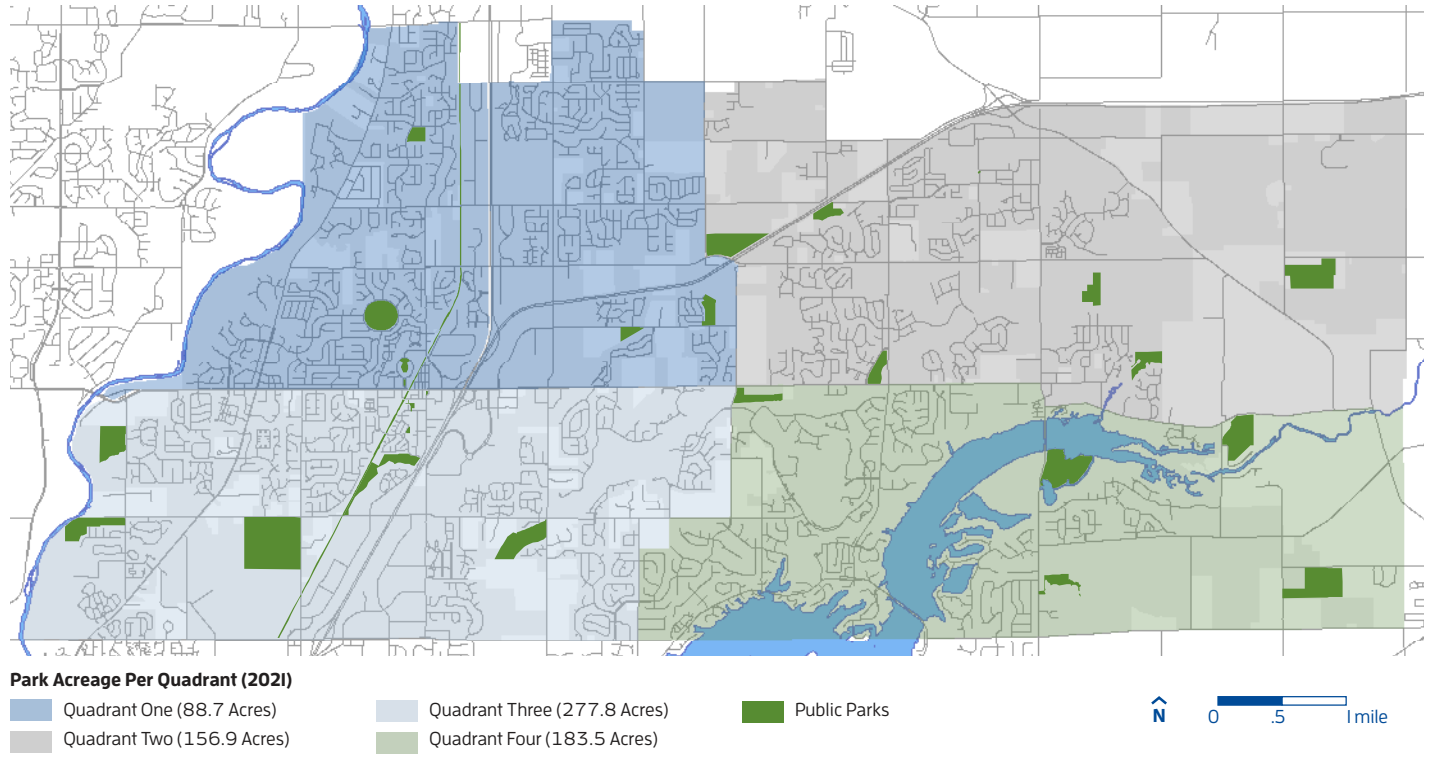 Park Acreage Per Quadrant (2021)
Quadrant One (88.7 Acres)
Quadrant Two (156.9 Acres)
Quadrant Three (277.8 Acres)
Quadrant Four (183.5 Acres)
Public Parks
N
0 .5 1 mile